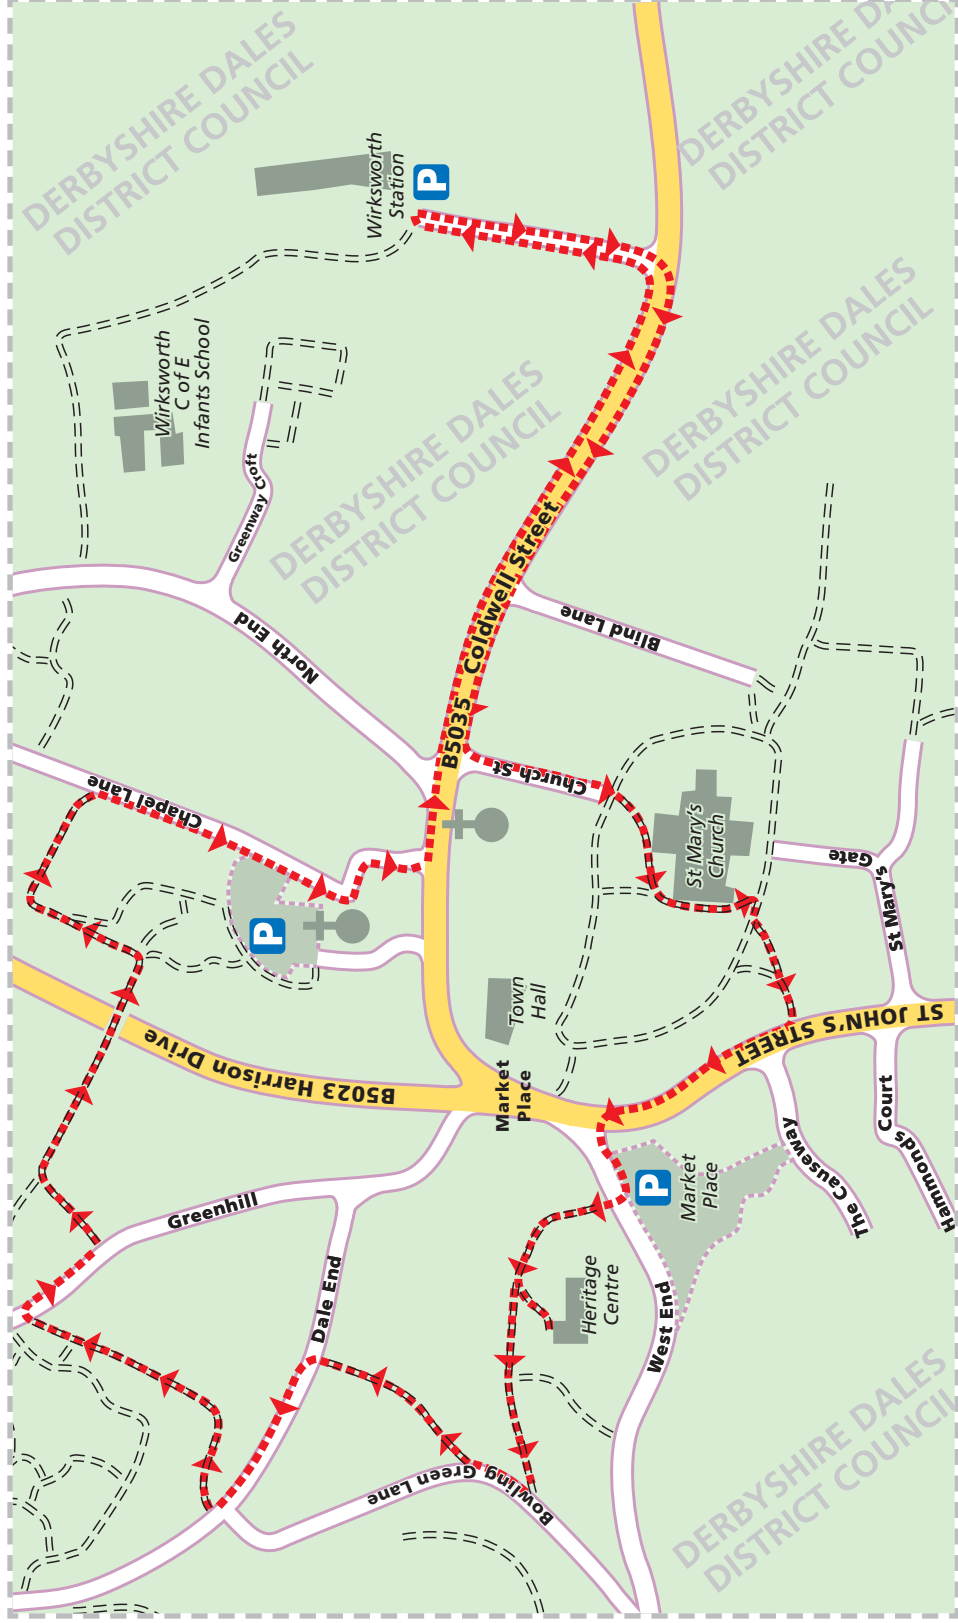 DERBYSHIRE DALES
DISTRICT COUNCIL
DERBYSHIRE DALES
DISTRICT COUNCIL
Wirksworth
Station
P
DERBYSHIRE DALES
DISTRICT COUNCIL
Wirksworth
C of E
Infants School
DERBYSHIRE DALES
DISTRICT COUNCIL
Greenway Croft
Coldwell Street
Blind Lane
North End
B5035
Church St
Chapel Lane
St Mary's
Church
St Mary's Gate
P
Town
Hall
ST JOHN'S STREET
B5023 Harrison Drive
Market
Place
Court
Hammonds
The Causeway
P
Market
Place
Greenhill
Dale End
Heritage
Centre
West End
Bowling Green Lane
DERBYSHIRE DALES
DISTRICT COUNCIL